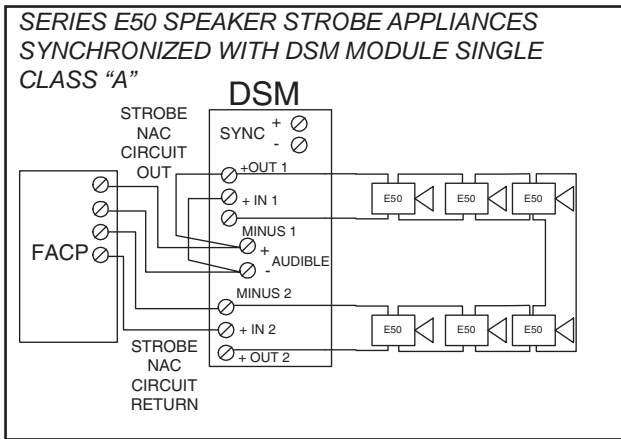 SERIES E50 SPEAKER STROBE APPLIANCES
SYNCHRONIZED WITH DSM MODULE SINGLE
CLASS “A”
DSM
STROBE
NAC
CIRCUIT
OUT
SYNC + -
+OUT 1
+ IN 1
MINUS 1
+
AUDIBLE
-
MINUS 2
+ IN 2
+ OUT 2
FACP
STROBE
NAC
CIRCUIT
RETURN
E50 E50 E50
E50 E50 E50